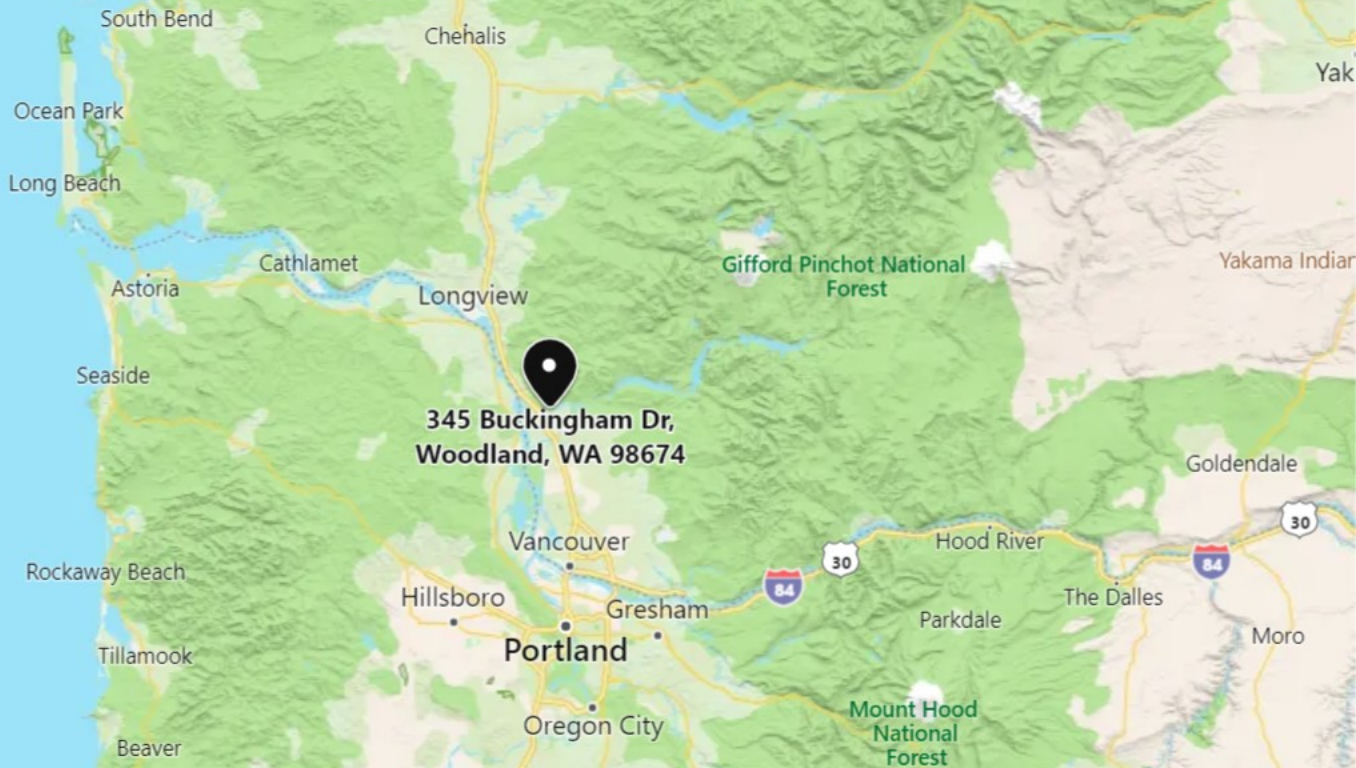 South Bend
Chehalis
Yak
Ocean Park
Long Beach
Cathlamet
Gifford Pinchot National
Forest
Yakama Indian
Astoria
Longview
Seaside
345 Buckingham Dr,
Woodland, WA 98674
Goldendale
30
Vancouver
Hood River
30
84
Rockaway Beach
84
Hillsboro
Gresham
The Dalles
Parkdale
Portland
Moro
Tillamook
Mount Hood
National
Forest
Oregon City
Beaver